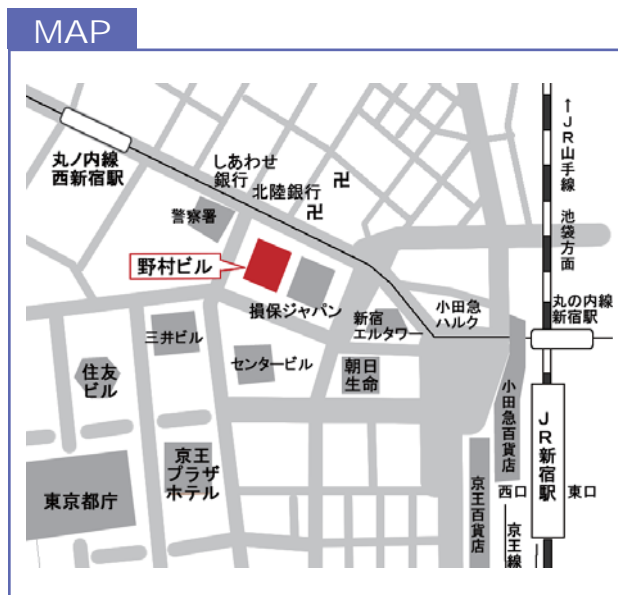 MAP
丸ノ内線
西新宿駅
しあわせ
銀行
北陸銀行
卍
卍
警察署
野村ビル
損保ジャパン
↑JR山手線 池袋方面
丸の内線
新宿駅
小田急
ハルク
新宿
エルタワー
三井ビル
センタービル
朝日
生命
住友
ビル
小田急百貨店
JR新宿駅
京王
プラザ
ホテル
東京都庁
京王百貨店
西口
東口
京王線